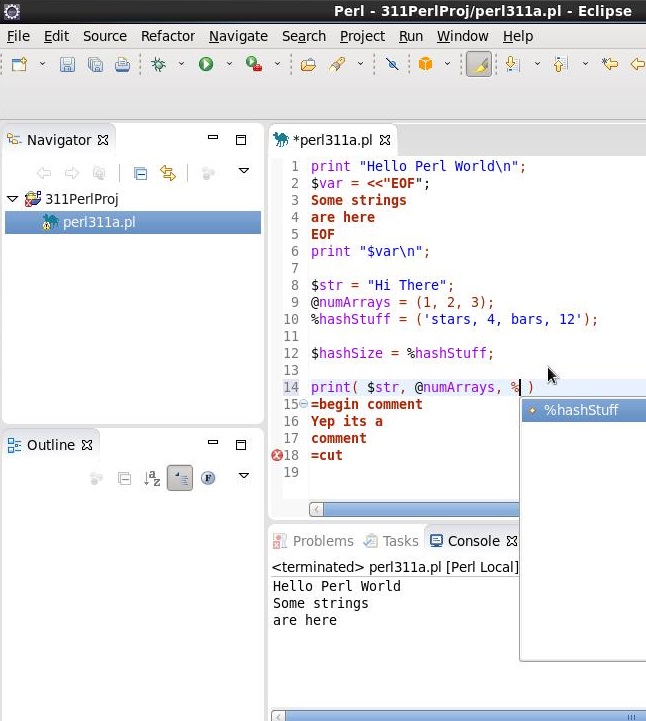 Perl - 311PerlProj/perl311a.pl - Eclipse
File Edit Source Refactor Navigate Search Project Run Window Help
Navigator
311PerlProj
perl311a.pl
*perl311a.pl
1 print "Hello Perl World\n";
2 $var = <<"EOF";
3 Some strings
4 are here
5 EOF
6 print "$var\n";
7
8 $str = "Hi There";
9 @numArrays = (1, 2, 3);
10 %hashStuff = ('stars, 4, bars, 12');
11
12 $hashSize = %hashStuff;
13
14 print( $str, @numArrays, % )
15 =begin comment
16 Yep its a
17 comment
18 =cut
19
%hashStuff
Outline
Problems Tasks Console
<terminated> perl311a.pl [Perl Local]
Hello Perl World
Some strings
are here